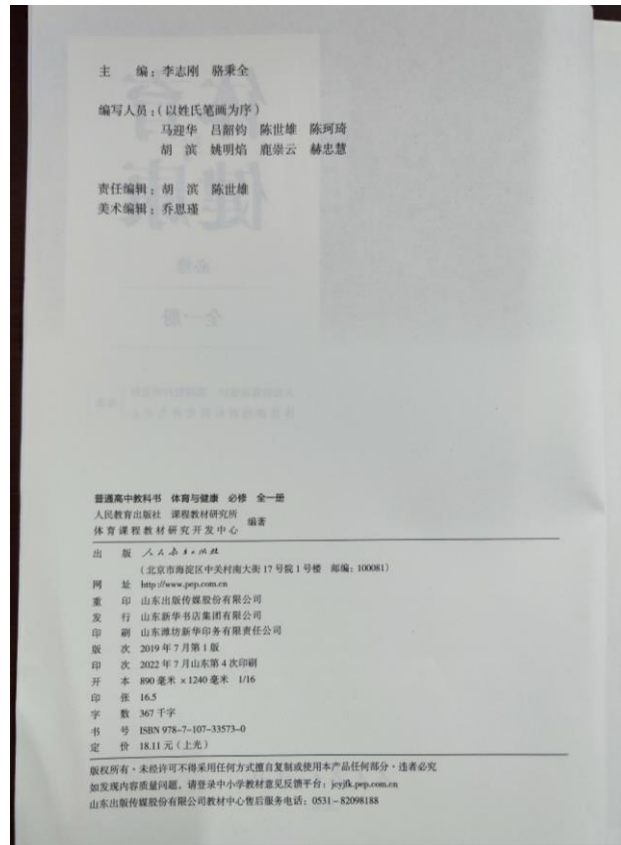 主　编：李志刚　骆秉全
编写人员：（以姓氏笔画为序）
马迎华　吕韶钧　陈世雄　陈珂琦
胡　滨　姚明焰　鹿崇云　赫忠慧
责任编辑：胡　滨　陈世雄
美术编辑：乔思瑾
普通高中教科书　体育与健康　必修　全一册
人民教育出版社　课程教材研究所
体育课程教材研究开发中心　编著
出　版　人民教育出版社
（北京市海淀区中关村南大街17号院1号楼　邮编：100081）
网　址　http://www.pep.com.cn
重　印　山东出版传媒股份有限公司
发　行　山东新华书店集团有限公司
印　刷　山东潍坊新华印务有限责任公司
版　次　2019年7月第1版
印　次　2022年7月山东第4次印刷
开　本　890毫米×1240毫米　1/16
印　张　16.5
字　数　367千字
书　号　ISBN 978-7-107-33573-0
定　价　18.11元（上光）
版权所有·未经许可不得采用任何方式擅自复制或使用本产品任何部分·违者必究
如发现内容质量问题，请登录中小学教材意见反馈平台：jcyjfk.pep.com.cn
山东出版传媒股份有限公司教材中心售后服务电话：0531-82098188